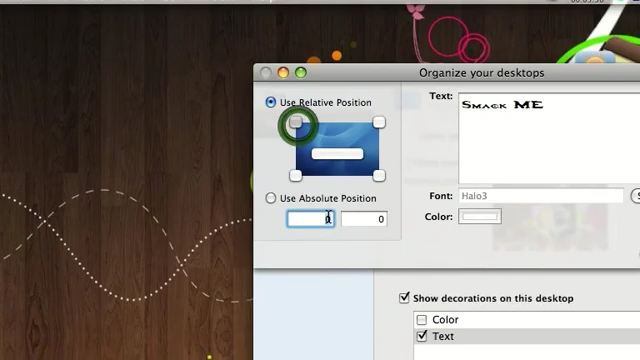 Organize your desktops
Use Relative Position
Text:
Smack ME
Use Absolute Position
0
Font:
Halo3
Color:
Show decorations on this desktop
Color
Text